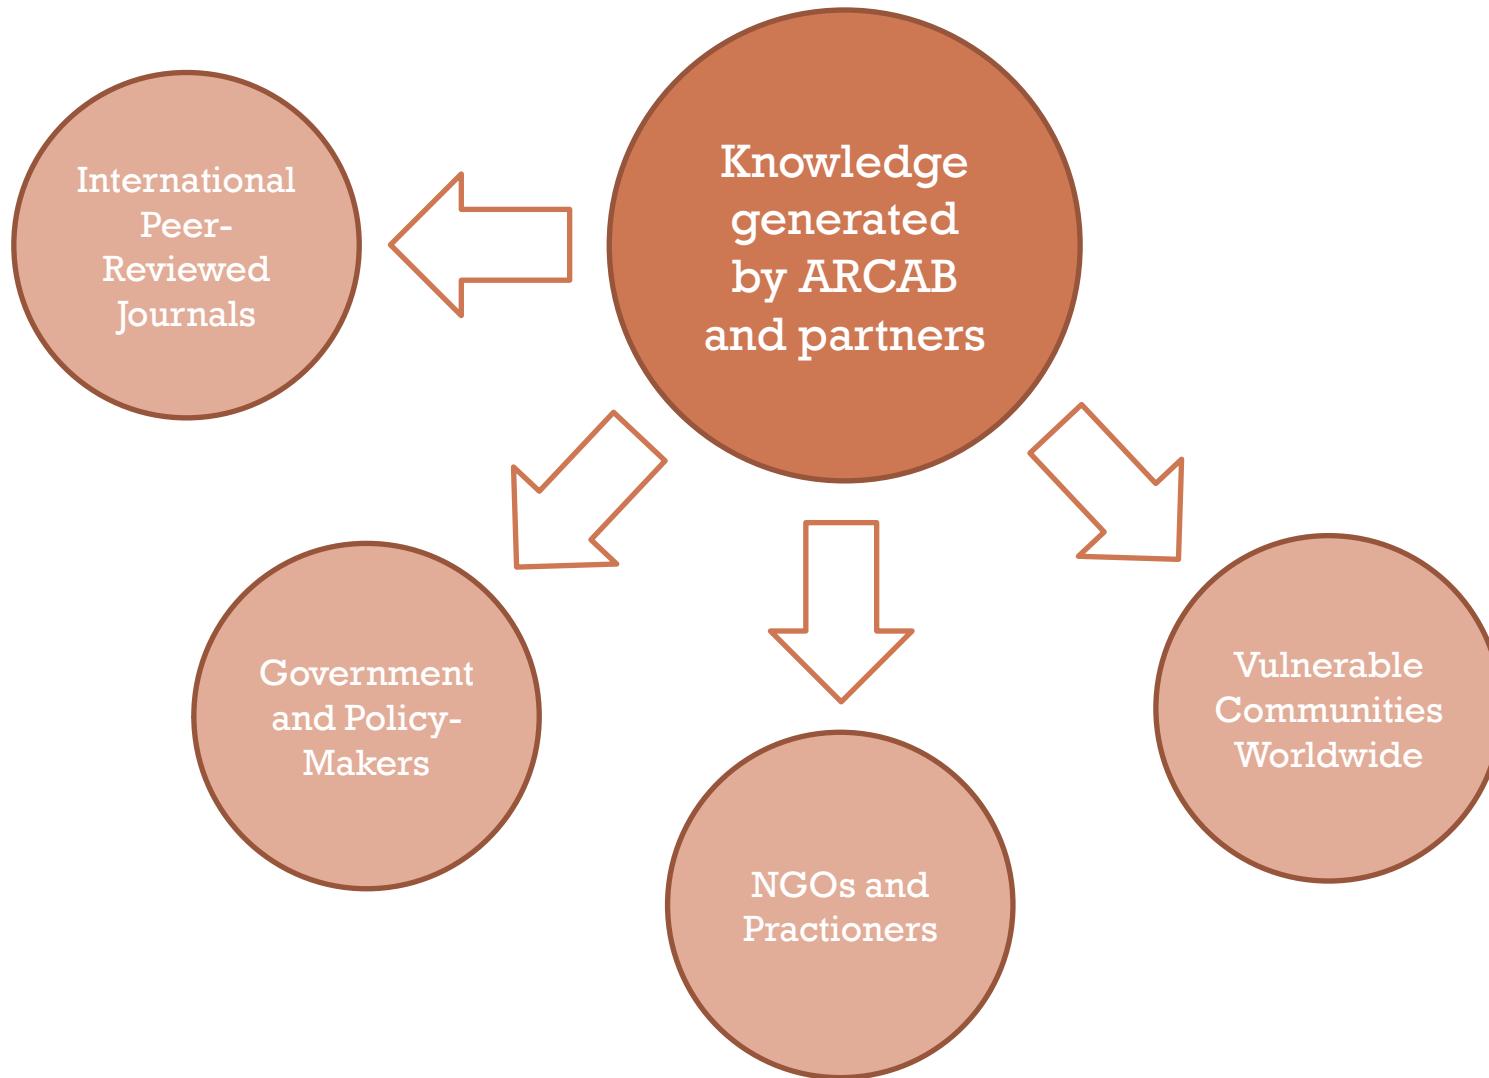 Knowledge
generated
by ARCAB
and partners
International
Peer-
Reviewed
Journals
Government
and Policy-
Makers
NGOs and
Practioners
Vulnerable
Communities
Worldwide